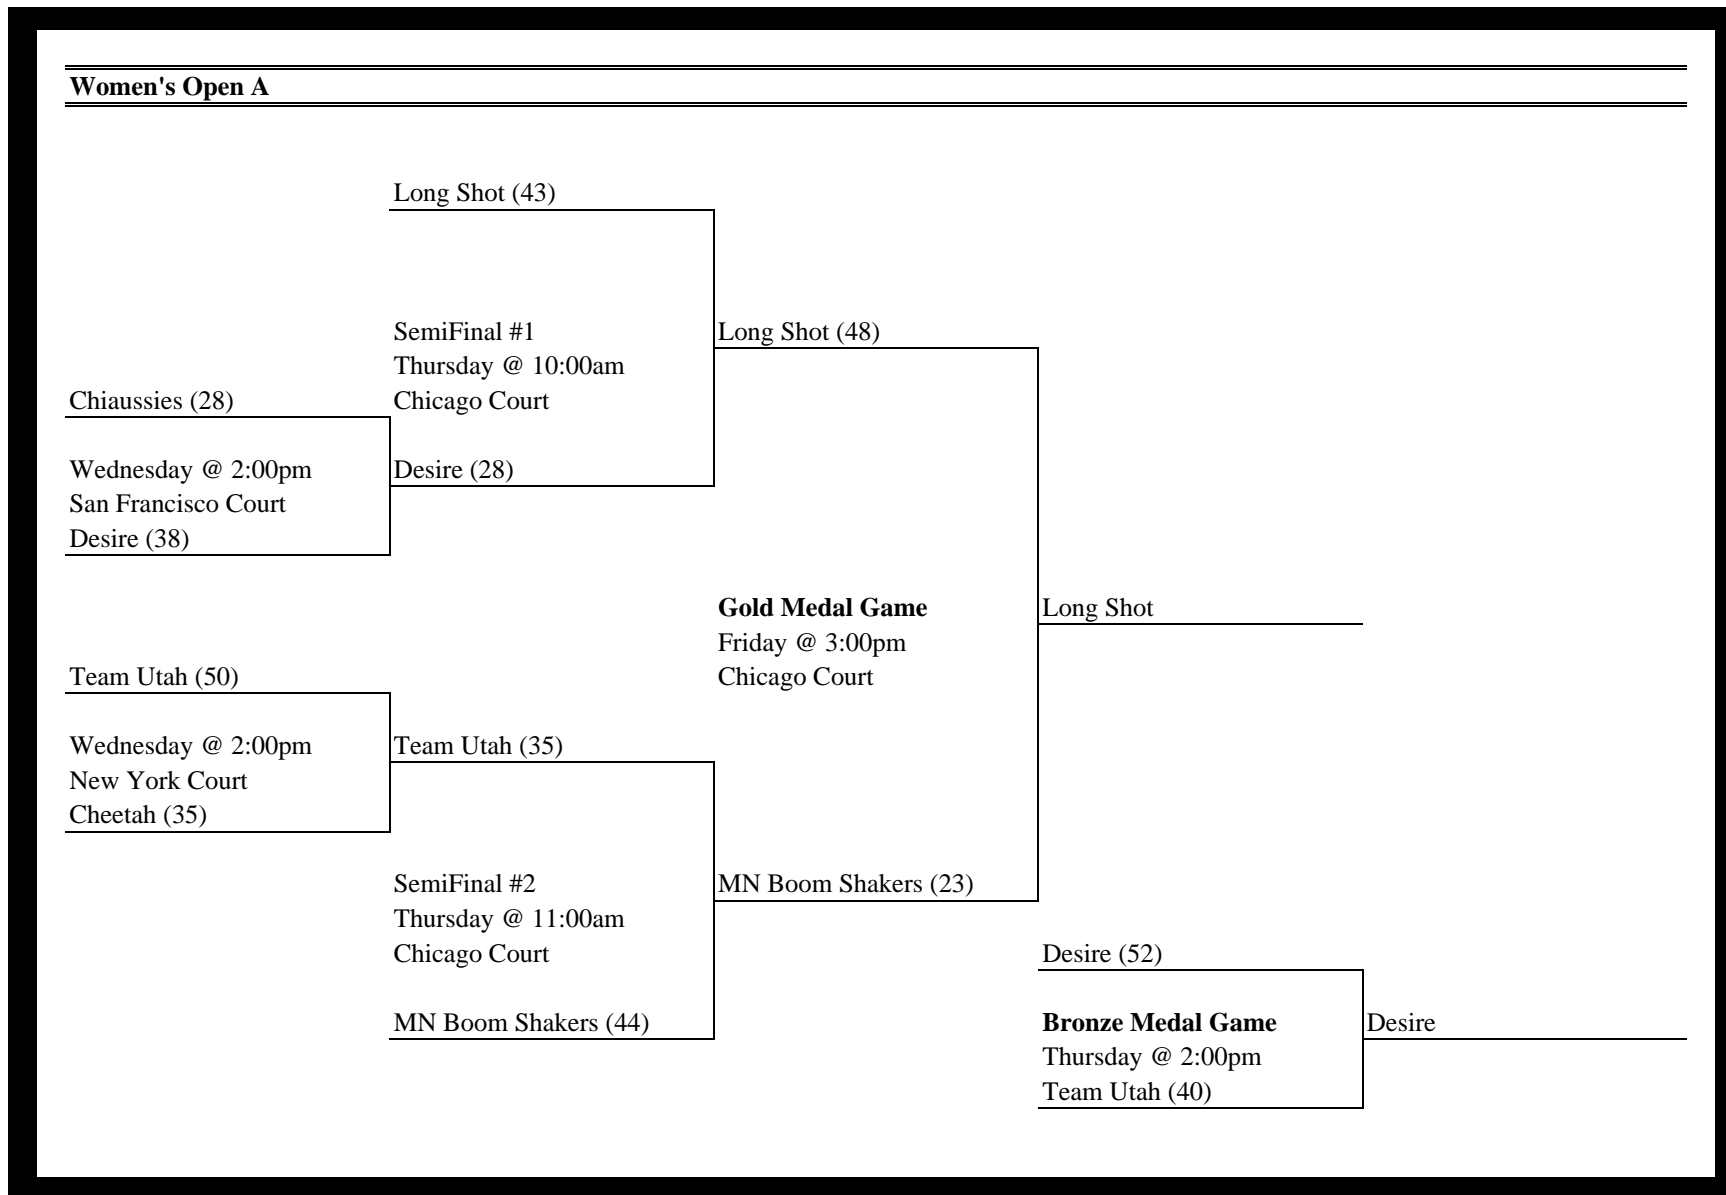 Women's Open A
Long Shot (43)
SemiFinal #1
Thursday @ 10:00am
Chicago Court
Long Shot (48)
Chiaussies (28)
Wednesday @ 2:00pm
San Francisco Court
Desire (38)
Desire (28)
Gold Medal Game
Friday @ 3:00pm
Chicago Court
Long Shot
Team Utah (50)
Wednesday @ 2:00pm
New York Court
Cheetah (35)
Team Utah (35)
SemiFinal #2
Thursday @ 11:00am
Chicago Court
MN Boom Shakers (44)
MN Boom Shakers (23)
Desire (52)
Bronze Medal Game
Thursday @ 2:00pm
Team Utah (40)
Desire